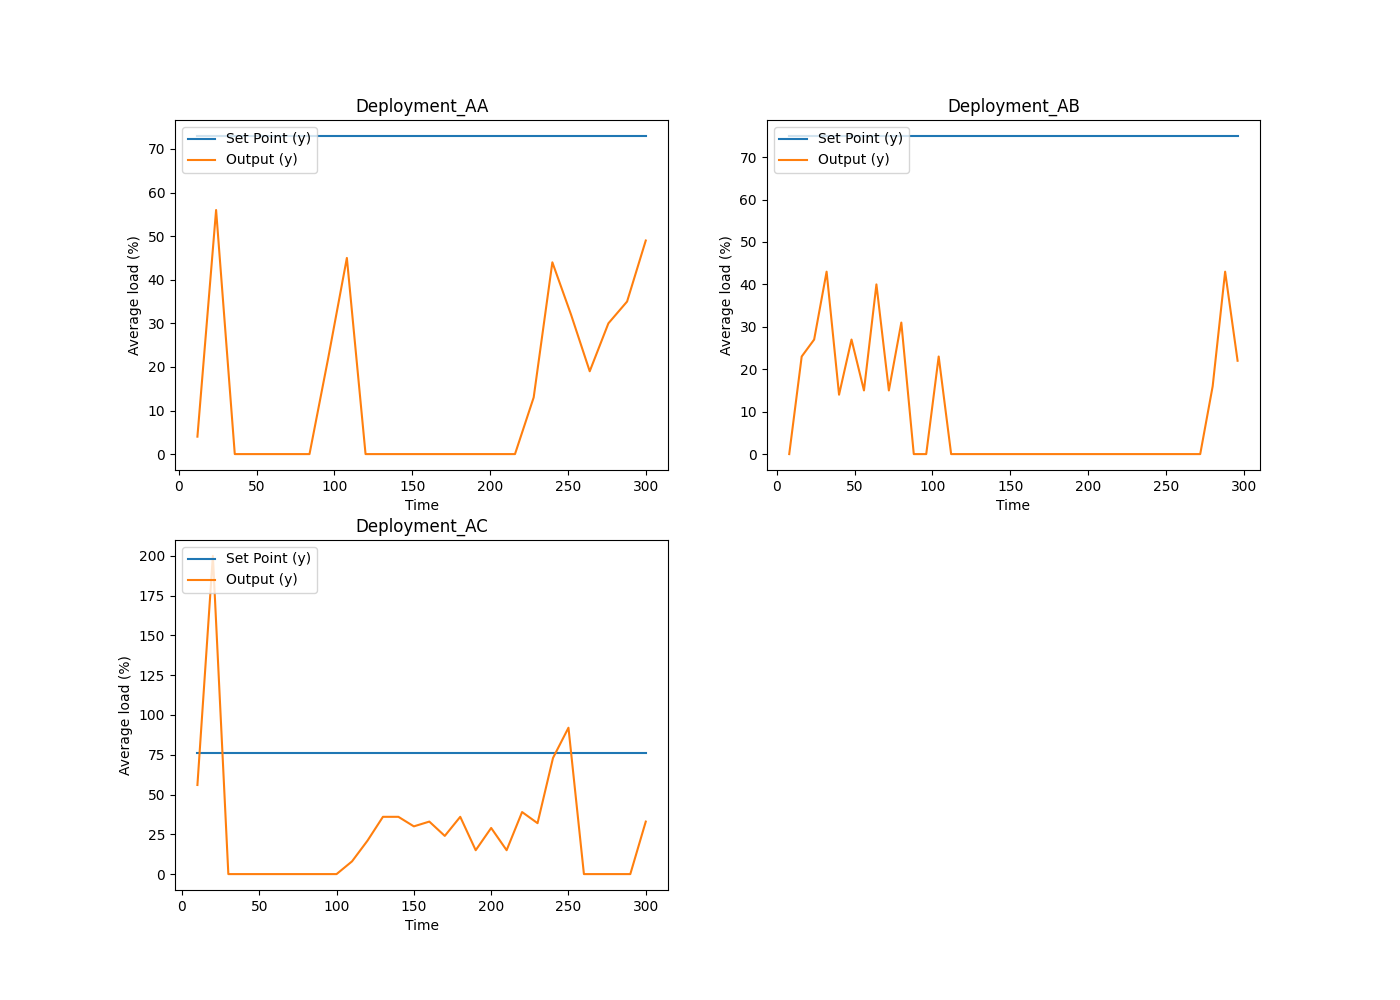 Deployment_AA
Set Point (y)
Output (y)
Average load (%)
70
60
50
40
30
20
10
0
0 50 100 150 200 250 300
Time
Deployment_AB
Set Point (y)
Output (y)
Average load (%)
70
60
50
40
30
20
10
0
0 50 100 150 200 250 300
Time
Deployment_AC
Set Point (y)
Output (y)
Average load (%)
200
175
150
125
100
75
50
25
0
0 50 100 150 200 250 300
Time